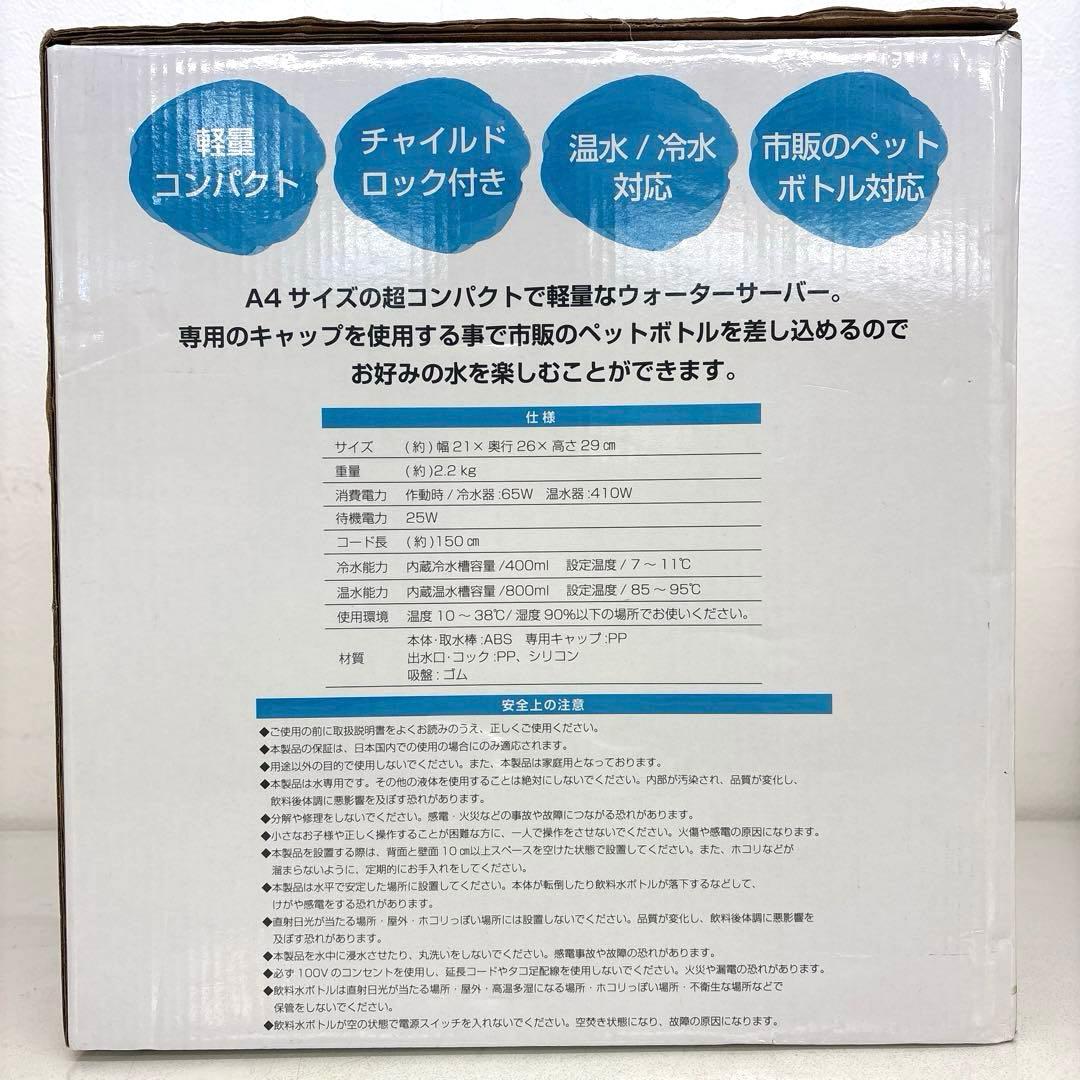 軽量
コンパクト
チャイルド
ロック付き
温水 / 冷水
対応
市販のペット
ボトル対応
A4 サイズの超コンパクトで軽量なウォーターサーバー。
専用のキャップを使用する事で市販のペットボトルを差し込めるので
お好みの水を楽しむことができます。
仕様
サイズ (約) 幅 21× 奥行 26× 高さ 29 ㎝
重量 (約)2.2 kg
消費電力 作動時 / 冷水器 :65W 温水器:410W
待機電力 25W
コード長 (約)150 ㎝
冷水能力 内蔵冷水槽容量 /400ml 設定温度 / 7 ～ 11℃
温水能力 内蔵温水槽容量 /800ml 設定温度 / 85 ～ 95℃
使用環境 温度 10 ～ 38℃/ 湿度 90%以下の場所でお使いください。
材質 本体・取水棒 :ABS 専用キャップ :PP
出水口・コック :PP、シリコン
吸盤 : ゴム
安全上の注意
◆ご使用の前に取扱説明書をよくお読みのうえ、正しくご使用ください。
◆本製品の保証は、日本国内での使用の場合にのみ適応されます。
◆用途以外の目的で使用しないでください。また、本製品は家庭用となっております。
◆本製品は水専用です。その他の液体を使用することは絶対にしないでください。内部が汚染され、品質が変化し、
飲料後体調に悪影響を及ぼす恐れがあります。
◆分解や修理をしないでください。感電・火災などの事故や故障につながる恐れがあります。
◆小さなお子様や正しく操作することが困難な方に、一人で操作をさせないでください。火傷や感電の原因になります。
◆本製品を設置する際は、背面と壁面 10 ㎝以上スペースを空けた状態で設置してください。また、ホコリなどが
溜まらないように、定期的にお手入れをしてください。
◆本製品は水平で安定した場所に設置してください。本体が転倒したり飲料水ボトルが落下するなどして、
けがや感電をする恐れがあります。
◆直射日光が当たる場所・屋外・ホコリっぽい場所には設置しないでください。品質が変化し、飲料後体調に悪影響を
及ぼす恐れがあります。
◆本製品を水中に浸水させたり、丸洗いをしないでください。感電事故や故障の恐れがあります。
◆必ず 100V のコンセントを使用し、延長コードやタコ足配線を使用しないでください。火災や漏電の恐れがあります。
◆飲料水ボトルは直射日光が当たる場所・屋外・高温多湿になる場所・ホコリっぽい場所・不衛生な場所などで
保管をしないでください。
◆飲料水ボトルが空の状態で電源スイッチを入れないでください。空焚き状態になり、故障の原因になります。